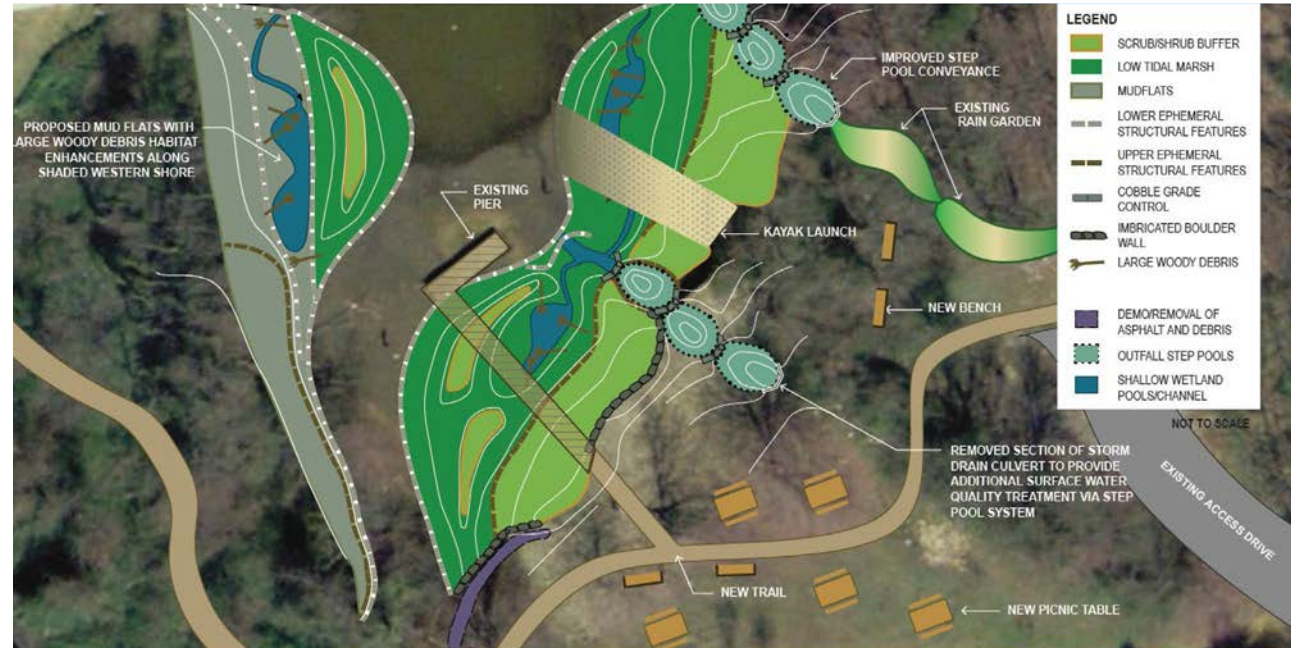 PROPOSED MUD FLATS WITH
LARGE WOODY DEBRIS HABITAT
ENHANCEMENTS ALONG
SHADED WESTERN SHORE
EXISTING
PIER
IMPROVED STEP
POOL CONVEYANCE
EXISTING
RAIN GARDEN
KAYAK LAUNCH
NEW BENCH
REMOVED SECTION OF STORM
DRAIN CULVERT TO PROVIDE
ADDITIONAL SURFACE WATER
QUALITY TREATMENT VIA STEP
POOL SYSTEM
NEW TRAIL
NEW PICNIC TABLE
EXISTING ACCESS DRIVE
LEGEND
SCRUB/SHRUB BUFFER
LOW TIDAL MARSH
MUDFLATS
LOWER EPHEMERAL
STRUCTURAL FEATURES
UPPER EPHEMERAL
STRUCTURAL FEATURES
COBBLE GRADE
CONTROL
IMBRICATED BOULDER
WALL
LARGE WOODY DEBRIS
DEMO/REMOVAL OF
ASPHALT AND DEBRIS
OUTFALL STEP POOLS
SHALLOW WETLAND
POOLS/CHANNEL
NOT TO SCALE